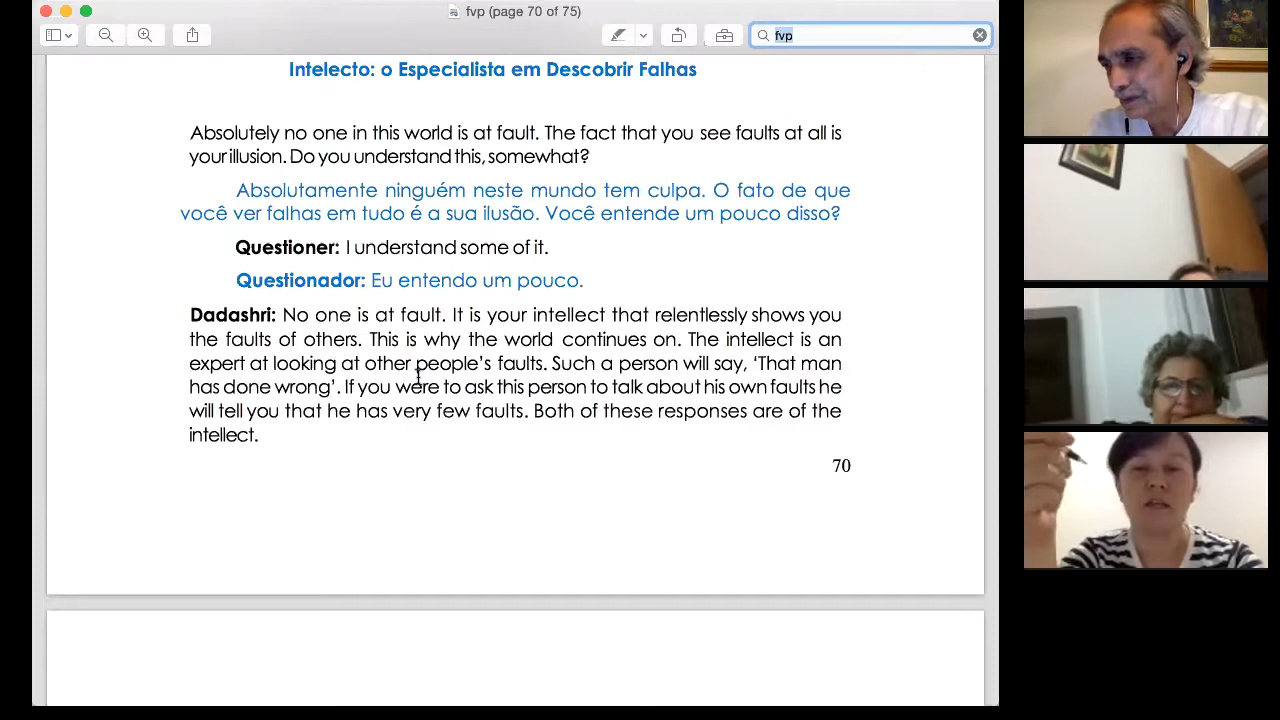 fvp (page 70 of 75)
fvp
Intelecto: o Especialista em Descobrir Falhas
Absolutely no one in this world is at fault. The fact that you see faults at all is
your illusion. Do you understand this, somewhat?
Absolutamente ninguém neste mundo tem culpa. O fato de que
você ver falhas em tudo é a sua ilusão. Você entende um pouco disso?
Questioner: I understand some of it.
Questionador: Eu entendo um pouco.
Dadashri: No one is at fault. It is your intellect that relentlessly shows you
the faults of others. This is why the world continues on. The intellect is an
expert at looking at other people's faults. Such a person will say, ‘That man
has done wrong’. If you were to ask this person to talk about his own faults he
will tell you that he has very few faults. Both of these responses are of the
intellect.
70